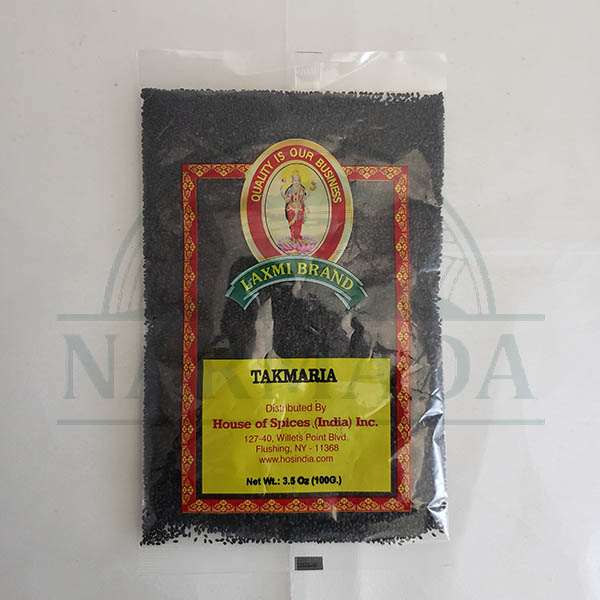 QUALITY IS OUR BUSINESS
LAXMI BRAND
NARMADA
TAKMARIA
Distributed By
House of Spices (India) Inc.
127-40, Willets Point Blvd.
Flushing, NY - 11368
www.hosindia.com
Net Wt.: 3.5 Oz (100G.)